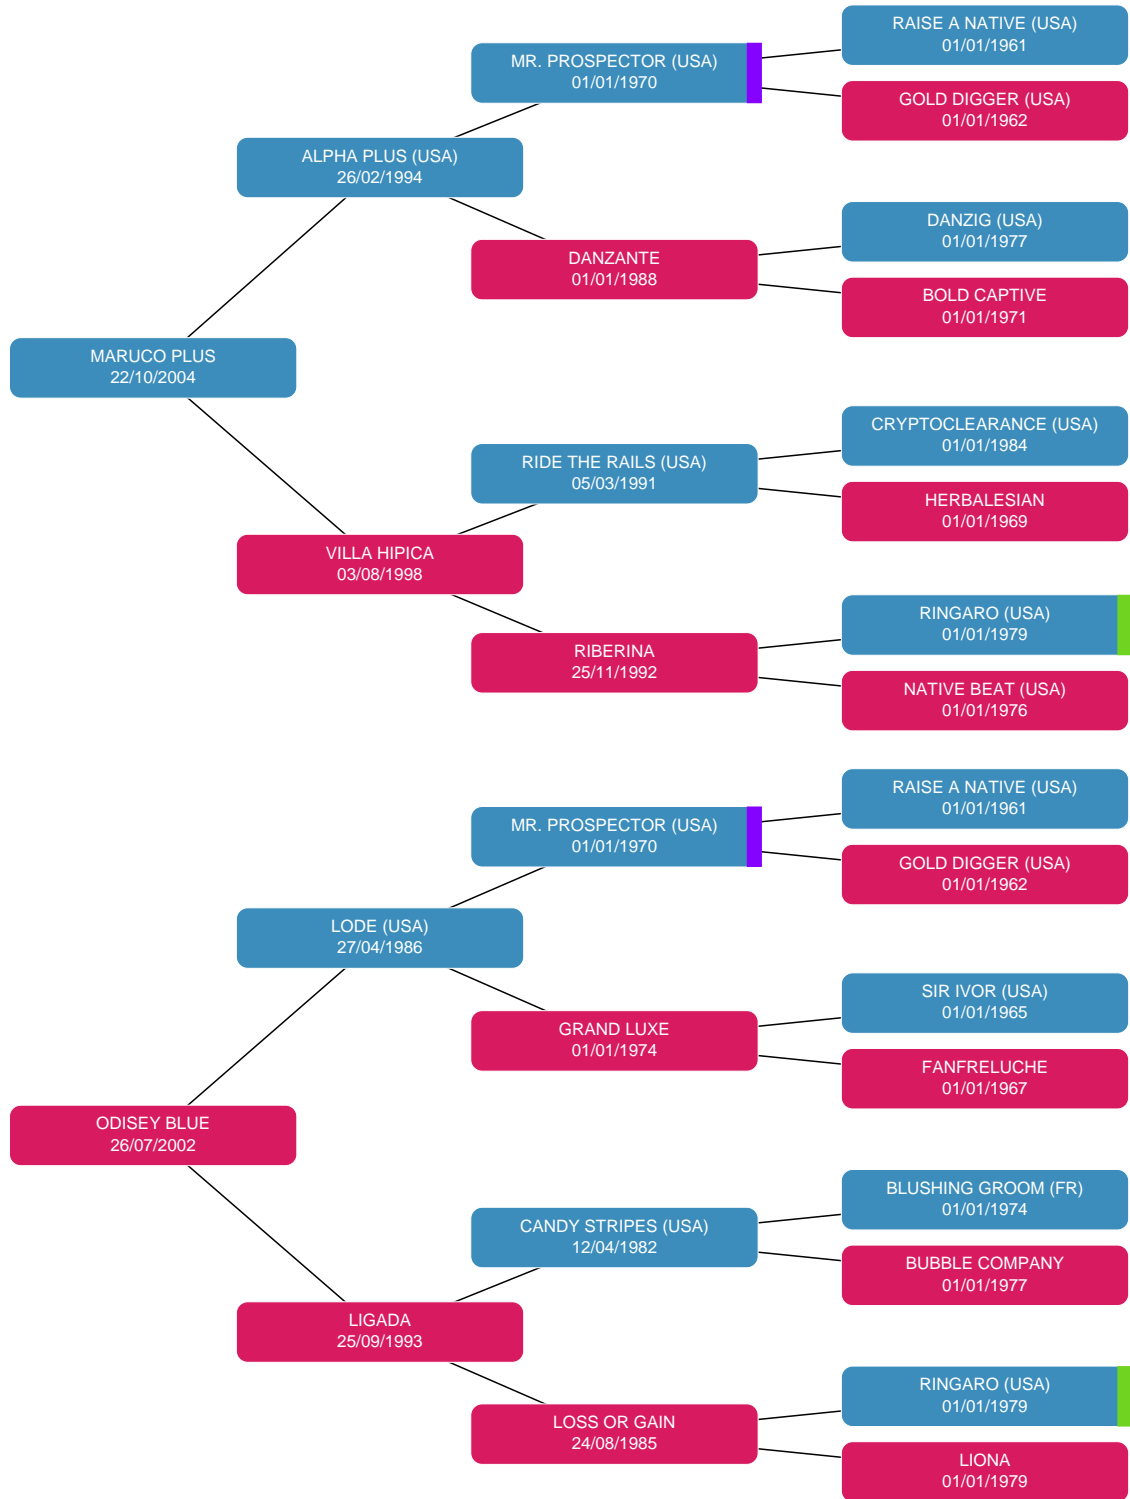 RAISE A NATIVE (USA)
01/01/1961
MR. PROSPECTOR (USA)
01/01/1970
GOLD DIGGER (USA)
01/01/1962
ALPHA PLUS (USA)
26/02/1994
DANZIG (USA)
01/01/1977
DANZANTE
01/01/1988
BOLD CAPTIVE
01/01/1971
MARUCO PLUS
22/10/2004
CRYPTOCLEARANCE (USA)
01/01/1984
RIDE THE RAILS (USA)
05/03/1991
HERBALESIAN
01/01/1969
VILLA HIPICA
03/08/1998
RINGARO (USA)
01/01/1979
RIBERINA
25/11/1992
NATIVE BEAT (USA)
01/01/1976
RAISE A NATIVE (USA)
01/01/1961
MR. PROSPECTOR (USA)
01/01/1970
GOLD DIGGER (USA)
01/01/1962
LODE (USA)
27/04/1986
SIR IVOR (USA)
01/01/1965
GRAND LUXE
01/01/1974
FANFRELUCHE
01/01/1967
ODISEY BLUE
26/07/2002
BLUSHING GROOM (FR)
01/01/1974
CANDY STRIPES (USA)
12/04/1982
BUBBLE COMPANY
01/01/1977
LIGADA
25/09/1993
RINGARO (USA)
01/01/1979
LOSS OR GAIN
24/08/1985
LIONA
01/01/1979